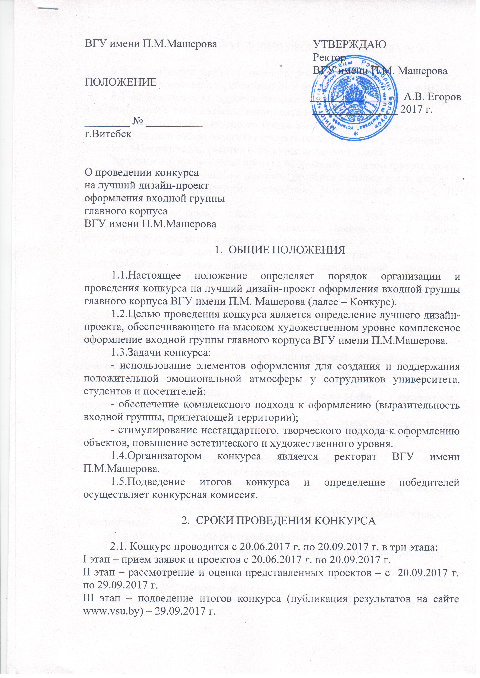 ВГУ имени П.М.Машерова
УТВЕРЖДАЮ
Ректор
ВГУ имени П.М. Машерова
ПОЛОЖЕНИЕ
А.В. Егоров
2017 г.
№
г.Витебск
О проведении конкурса
на лучший дизайн-проект
оформления входной группы
главного корпуса
ВГУ имени П.М.Машерова
1. ОБЩИЕ ПОЛОЖЕНИЯ
1.1.Настоящее положение определяет порядок организации и
проведения конкурса на лучший дизайн-проект оформления входной группы
главного корпуса ВГУ имени П.М. Машерова (далее – Конкурс).
1.2.Целью проведения конкурса является определение лучшего дизайн-
проекта, обеспечивающего на высоком художественном уровне комплексное
оформление входной группы главного корпуса ВГУ имени П.М.Машерова.
1.3.Задачи конкурса:
- использование элементов оформления для создания и поддержания
положительной эмоциональной атмосферы у сотрудников университета,
студентов и посетителей;
- обеспечение комплексного подхода к оформлению (выразительность
входной группы, прилегающей территории);
- стимулирование нестандартного, творческого подхода к оформлению
объектов, повышение эстетического и художественного уровня.
1.4.Организатором конкурса является ректорат ВГУ имени
П.М.Машерова.
1.5.Подведение итогов конкурса и определение победителей
осуществляет конкурсная комиссия.
2. СРОКИ ПРОВЕДЕНИЯ КОНКУРСА
2.1. Конкурс проводится с 20.06.2017 г. по 20.09.2017 г. в три этапа:
I этап – прием заявок и проектов с 20.06.2017 г. по 20.09.2017 г.
II этап – рассмотрение и оценка представленных проектов – с 20.09.2017 г.
по 29.09.2017 г.
III этап – подведение итогов конкурса (публикация результатов на сайте
www.vsu.by) – 29.09.2017 г.